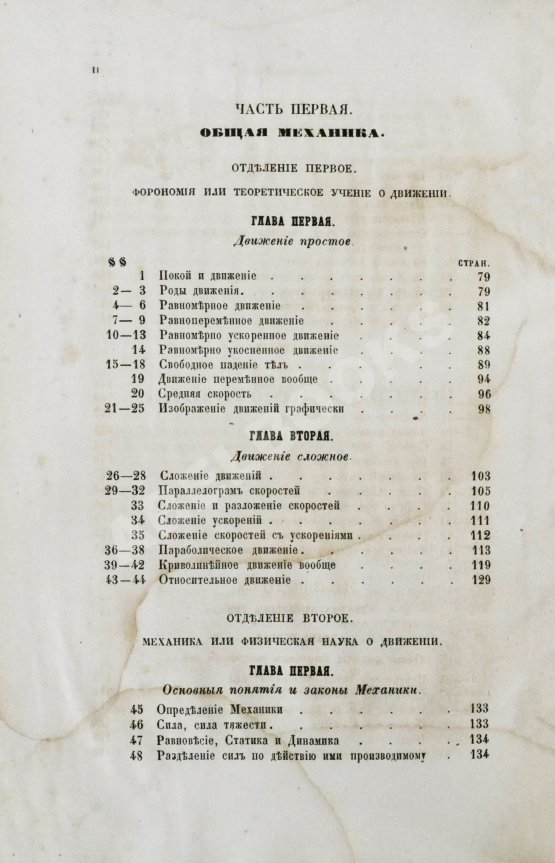 II
ЧАСТЬ ПЕРВАЯ.
ОБЩАЯ МЕХАНИКА.
ОТДѢЛЕНІЕ ПЕРВОЕ.
ФОРОНОМІЯ ИЛИ ТЕОРЕТИЧЕСКОЕ УЧЕНІЕ О ДВИЖЕНІИ.
ГЛАВА ПЕРВАЯ.
Движеніе простое.
§ § СТРАН.
1 Покой и движеніе . . . . . . . 79
2— 3 Роды движенія. . . . . . . . 79
4— 6 Равномѣрное движеніе . . . . . . 81
7— 9 Равноперемѣнное движеніе . . . . . 82
10—13 Равномѣрно ускоренное движеніе . . . . 84
14 Равномѣрно укосненное движеніе . . . . 88
15—18 Свободное паденіе тѣлъ . . . . . . 89
19 Движеніе перемѣнное вообще . . . . . 94
20 Средняя скорость . . . . . . . 96
21—25 Изображеніе движеній графически . . . . 98
ГЛАВА ВТОРАЯ.
Движеніе сложное.
26—28 Сложеніе движеній . . . . . . . 103
29—32 Параллелограмъ скоростей . . . . . 105
33 Сложеніе и разложеніе скоростей . . . . 110
34 Сложеніе ускореній . . . . . . . 111
35 Сложеніе скоростей съ ускореніями . . . . 112
36—38 Параболическое движеніе. . . . . . 113
39—42 Криволинѣйное движеніе вообще . . . . 119
43—44 Относительное движеніе . . . . . . 129
ОТДѢЛЕНІЕ ВТОРОЕ.
МЕХАНИКА ИЛИ ФИЗИЧЕСКАЯ НАУКА О ДВИЖЕНІИ.
ГЛАВА ПЕРВАЯ.
Основныя понятія и законы Механики.
45 Опредѣленіе Механики . . . . . . 133
46 Сила, сила тяжести. . . . . . . 133
47 Равновѣсіе, Статика и Динамика . . . . 134
48 Раздѣленіе силъ по дѣйствію ими производимому . 134